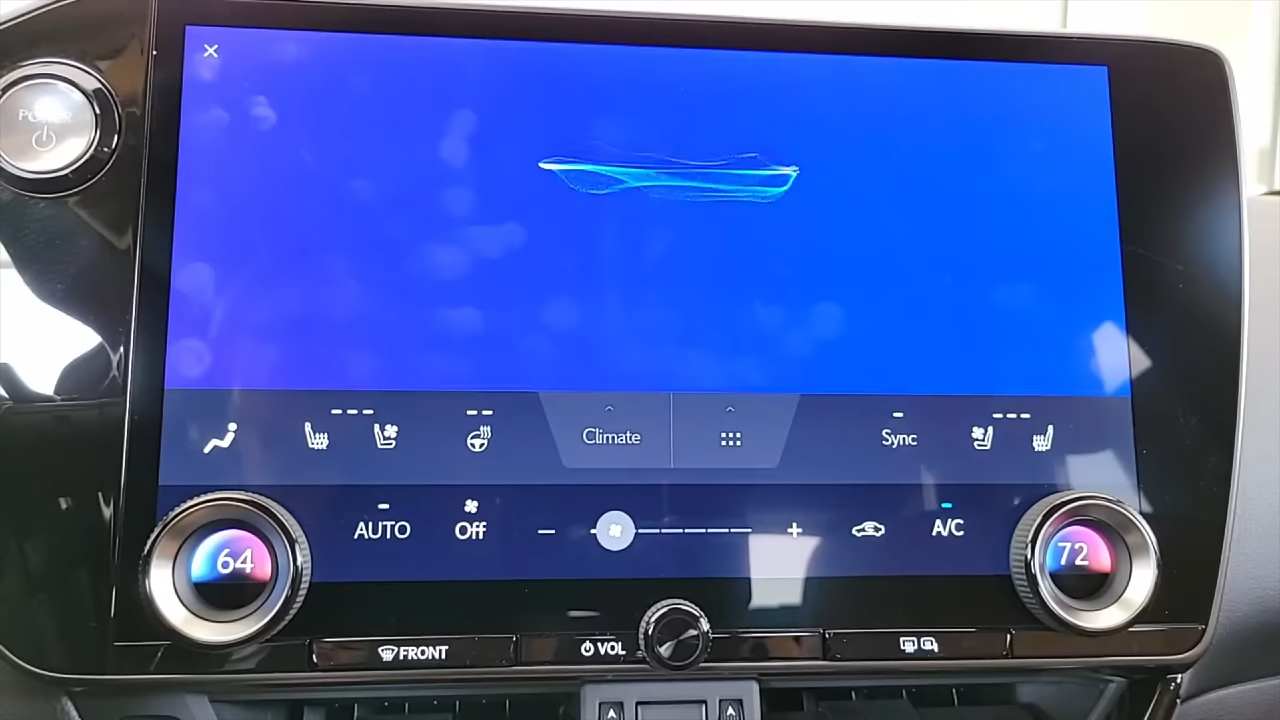 POWER
Climate
Sync
AUTO
Off
A/C
64
72
FRONT
VOL